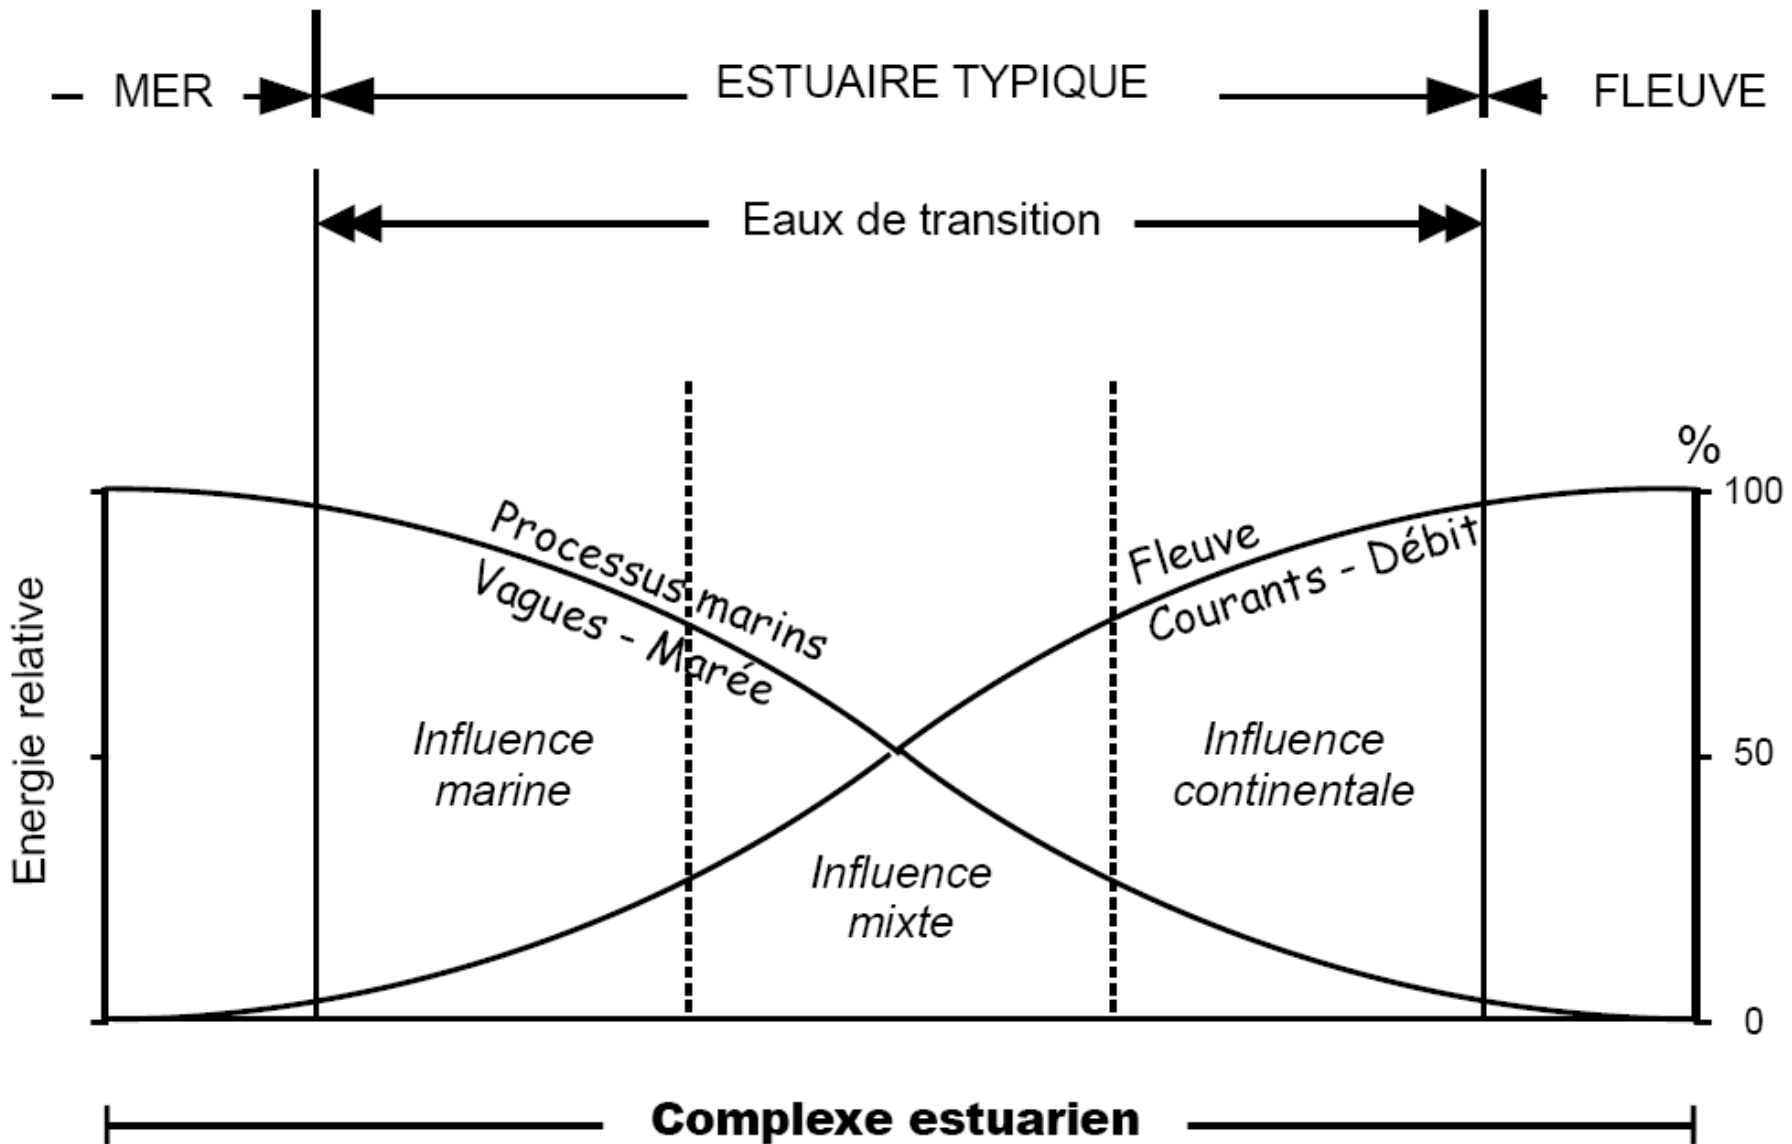 MER
ESTUAIRE TYPIQUE
FLEUVE
Eaux de transition
%
100
50
0
Energie relative
Processus marins
Vagues - Marée
Fleuve
Courants - Débit
Influence
marine
Influence
mixte
Influence
continentale
Complexe estuarien